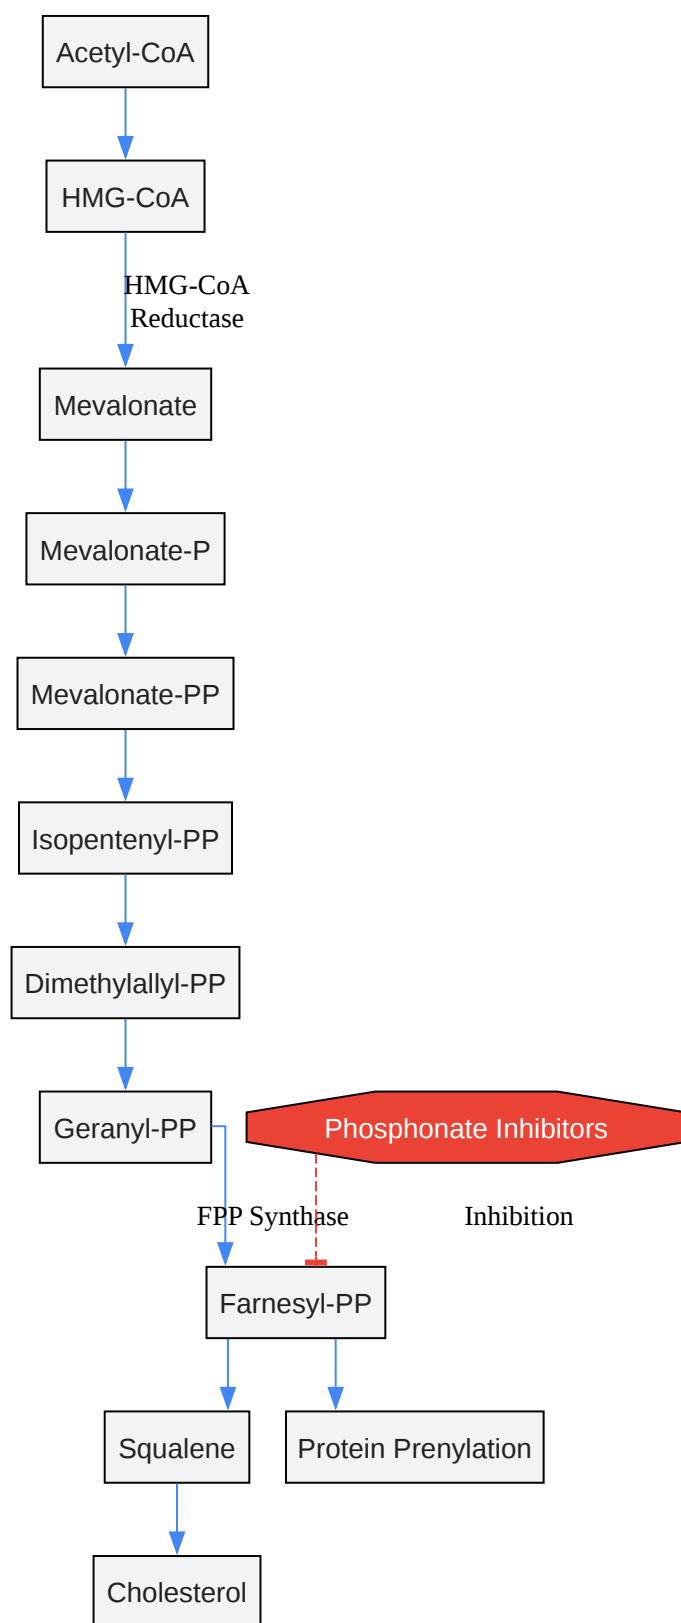 Acetyl-CoA
HMG-CoA
HMG-CoA
Reductase
Mevalonate
Mevalonate-P
Mevalonate-PP
Isopentenyl-PP
Dimethylallyl-PP
Geranyl-PP
Phosphonate Inhibitors
FPP Synthase
Inhibition
Farnesyl-PP
Squalene
Protein Prenylation
Cholesterol